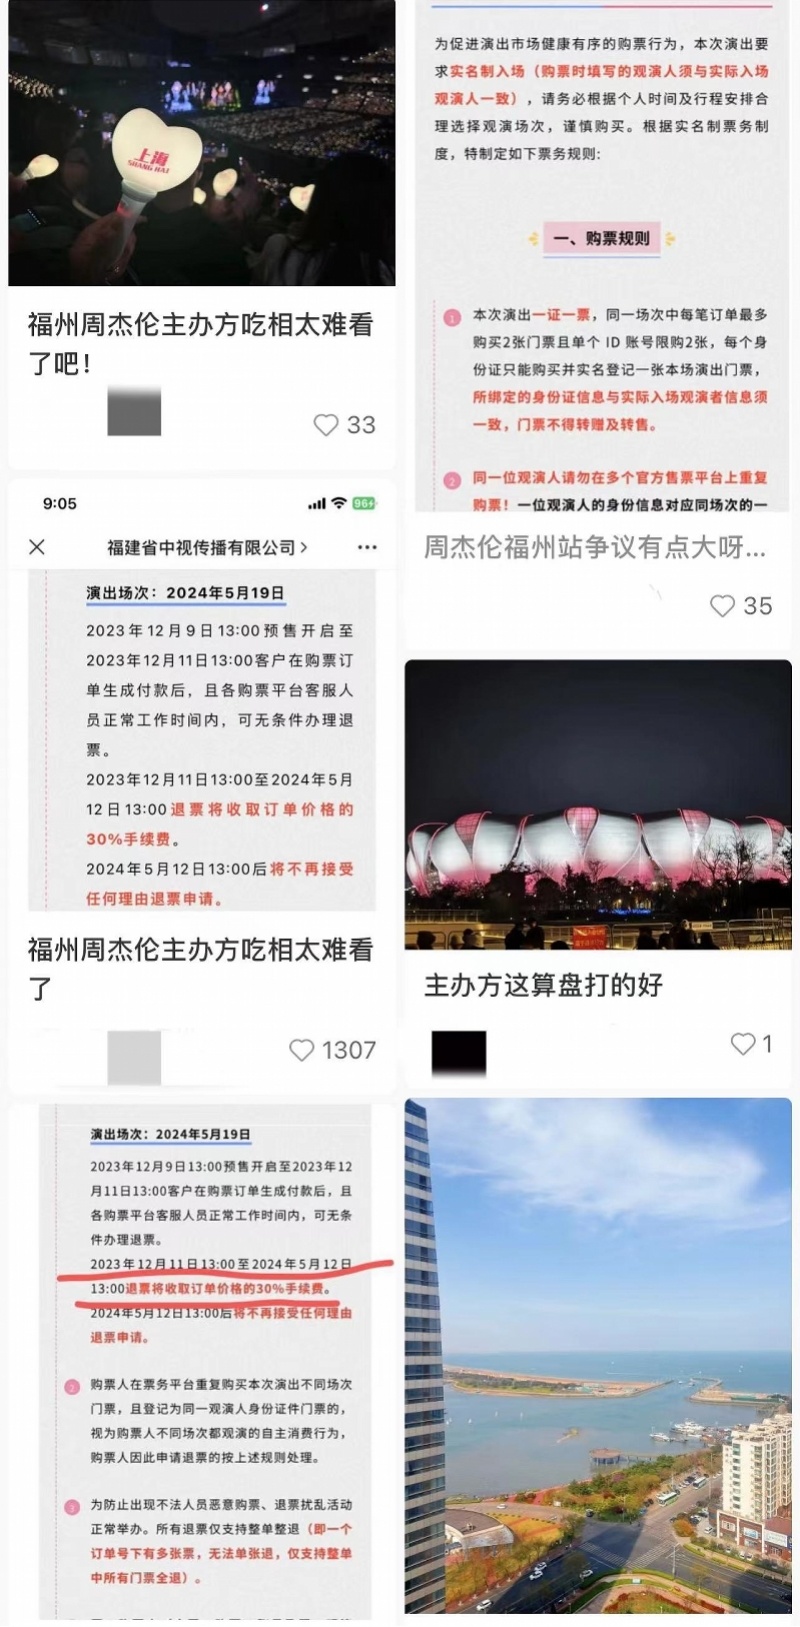 上海
SHANG HAI
福州周杰伦主办方吃相太难看
了吧！
33
9:05
96
福建省中视传播有限公司
演出场次：2024年5月19日
2023年12月9日13:00预售开启至
2023年12月11日13:00客户在购票订
单生成付款后，且各购票平台客服人
员正常工作时间内，可无条件办理退
票。
2023年12月11日13:00至2024年5月
12日13:00退票将收取订单价格的
30%手续费。
2024年5月12日13:00后将不再接受
任何理由退票申请。
福州周杰伦主办方吃相太难看
了
1307
演出场次：2024年5月19日
2023年12月9日13:00预售开启至2023年12
月11日13:00客户在购票订单生成付款后，且
各购票平台客服人员正常工作时间内，可无条
件办理退票。
2023年12月11日13:00至2024年5月12日
13:00退票将收取订单价格的30%手续费。
2024年5月12日13:00后将不再接受任何理由
退票申请。
2 购票人在票务平台重复购买本次演出不同场次
门票，且登记为同一观演人身份证件门票的，
视为购票人不同场次都观演的自主消费行为，
购票人因此申请退票的按上述规则处理。
3 为防止出现不法人员恶意购票、退票扰乱活动
正常举办。所有退票仅支持整单整退（即一个
订单号下有多张票，无法单张退，仅支持整单
中所有门票全退）。
为促进演出市场健康有序的购票行为，本次演出要
求实名制入场（购票时填写的观演人须与实际入场
观演人一致），请务必根据个人时间及行程安排合
理选择观演场次，谨慎购买。根据实名制票务制
度，特制定如下票务规则：
一、购票规则
1 本次演出一证一票，同一场次中每笔订单最多
购买2张门票且单个 ID 账号限购2张，每个身
份证只能购买并实名登记一张本场演出门票，
所绑定的身份证信息与实际入场观演者信息须
一致，门票不得转赠及转售。
2 同一位观演人请勿在多个官方售票平台上重复
购票！一位观演人的身份信息对应同场次的一
周杰伦福州站争议有点大呀...
35
主办方这算盘打的好
1